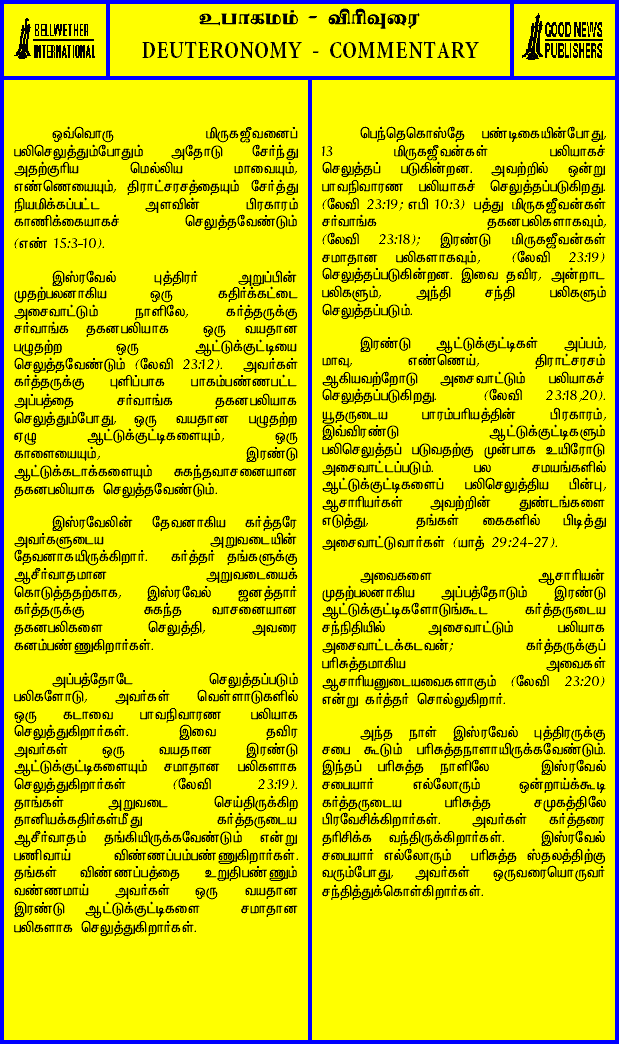 BELLWETHER
INTERNATIONAL
உபாகமம் - விரிவுரை
DEUTERONOMY - COMMENTARY
GOOD NEWS
PUBLISHERS
ஒவ்வொரு மிருகஜீவனைப்
பலிசெலுத்தும்போதும் அதோடு சேர்ந்து
அதற்குரிய மெல்லிய மாவையும்,
எண்ணெயையும், திராட்சரசத்தையும் சேர்த்து
நியமிக்கப்பட்ட அளவின் பிரகாரம்
காணிக்கையாகச் செலுத்தவேண்டும்
(எண் 15:3-10).
இஸ்ரவேல் புத்திரர் அறுப்பின்
முதற்பலனாகிய ஒரு கதிர்க்கட்டை
அசைவாட்டும் நாளிலே, கர்த்தருக்கு
சர்வாங்க தகனபலியாக ஒரு வயதான
பழுதற்ற ஒரு ஆட்டுக்குட்டியை
செலுத்தவேண்டும் (லேவி 23:12). அவர்கள்
கர்த்தருக்கு புளிப்பாக பாகம்பண்ணபட்ட
அப்பத்தை சர்வாங்க தகனபலியாக
செலுத்தும்போது, ஒரு வயதான பழுதற்ற
ஏழு ஆட்டுக்குட்டிகளையும், ஒரு
காளையையும், இரண்டு
ஆட்டுக்கடாக்களையும் சுகந்தவாசனையான
தகனபலியாக செலுத்தவேண்டும்.
இஸ்ரவேலின் தேவனாகிய கர்த்தரே
அவர்களுடைய அறுவடையின்
தேவனாகயிருக்கிறார். கர்த்தர் தங்களுக்கு
ஆசீர்வாதமான அறுவடையைக்
கொடுத்ததற்காக, இஸ்ரவேல் ஜனத்தார்
கர்த்தருக்கு சுகந்த வாசனையான
தகனபலிகளை செலுத்தி, அவரை
கனம்பண்ணுகிறார்கள்.
அப்பத்தோடே செலுத்தப்படும்
பலிகளோடு, அவர்கள் வெள்ளாடுகளில்
ஒரு கடாவை பாவநிவாரண பலியாக
செலுத்துகிறார்கள். இவை தவிர
அவர்கள் ஒரு வயதான இரண்டு
ஆட்டுக்குட்டிகளையும் சமாதான பலிகளாக
செலுத்துகிறார்கள் (லேவி 23:19).
தாங்கள் அறுவடை செய்திருக்கிற
தானியக்கதிர்கள்மீது கர்த்தருடைய
ஆசீர்வாதம் தங்கியிருக்கவேண்டும் என்று
பணிவாய் விண்ணப்பம்பண்ணுகிறார்கள்.
தங்கள் விண்ணப்பத்தை உறுதிபண்ணும்
வண்ணமாய் அவர்கள் ஒரு வயதான
இரண்டு ஆட்டுக்குட்டிகளை சமாதான
பலிகளாக செலுத்துகிறார்கள்.
பெந்தெகொஸ்தே பண்டிகையின்போது,
13 மிருகஜீவன்கள் பலியாகச்
செலுத்தப் படுகின்றன. அவற்றில் ஒன்று
பாவநிவாரண பலியாகச் செலுத்தப்படுகிறது.
(லேவி 23:19; எபி 10:3) பத்து மிருகஜீவன்கள்
சர்வாங்க தகனபலிகளாகவும்,
(லேவி 23:18); இரண்டு மிருகஜீவன்கள்
சமாதான பலிகளாகவும், (லேவி 23:19)
செலுத்தப்படுகின்றன. இவை தவிர, அன்றாட
பலிகளும், அந்தி சந்தி பலிகளும்
செலுத்தப்படும்.
இரண்டு ஆட்டுக்குட்டிகள் அப்பம்,
மாவு, எண்ணெய், திராட்சரசம்
ஆகியவற்றோடு அசைவாட்டும் பலியாகச்
செலுத்தப்படுகிறது. (லேவி 23:18,20).
யூதருடைய பாரம்பரியத்தின் பிரகாரம்,
இவ்விரண்டு ஆட்டுக்குட்டிகளும்
பலிசெலுத்தப் படுவதற்கு முன்பாக உயிரோடு
அசைவாட்டப்படும். பல சமயங்களில்
ஆட்டுக்குட்டிகளைப் பலிசெலுத்திய பின்பு,
ஆசாரியர்கள் அவற்றின் துண்டங்களை
எடுத்து, தங்கள் கைகளில் பிடித்து
அசைவாட்டுவார்கள் (யாத் 29:24-27).
அவைகளை ஆசாரியன்
முதற்பலனாகிய அப்பத்தோடும் இரண்டு
ஆட்டுக்குட்டிகளோடுங்கூட கர்த்தருடைய
சந்நிதியில் அசைவாட்டும் பலியாக
அசைவாட்டக்கடவன்; கர்த்தருக்குப்
பரிசுத்தமாகிய அவைகள்
ஆசாரியனுடையவைகளாகும் (லேவி 23:20)
என்று கர்த்தர் சொல்லுகிறார்.
அந்த நாள் இஸ்ரவேல் புத்திரருக்கு
சபை கூடும் பரிசுத்தநாளாயிருக்கவேண்டும்.
இந்தப் பரிசுத்த நாளிலே இஸ்ரவேல்
சபையார் எல்லோரும் ஒன்றாய்க்கூடி
கர்த்தருடைய பரிசுத்த சமுகத்திலே
பிரவேசிக்கிறார்கள். அவர்கள் கர்த்தரை
தரிசிக்க வந்திருக்கிறார்கள். இஸ்ரவேல்
சபையார் எல்லோரும் பரிசுத்த ஸ்தலத்திற்கு
வரும்போது, அவர்கள் ஒருவரையொருவர்
சந்தித்துக்கொள்கிறார்கள்.